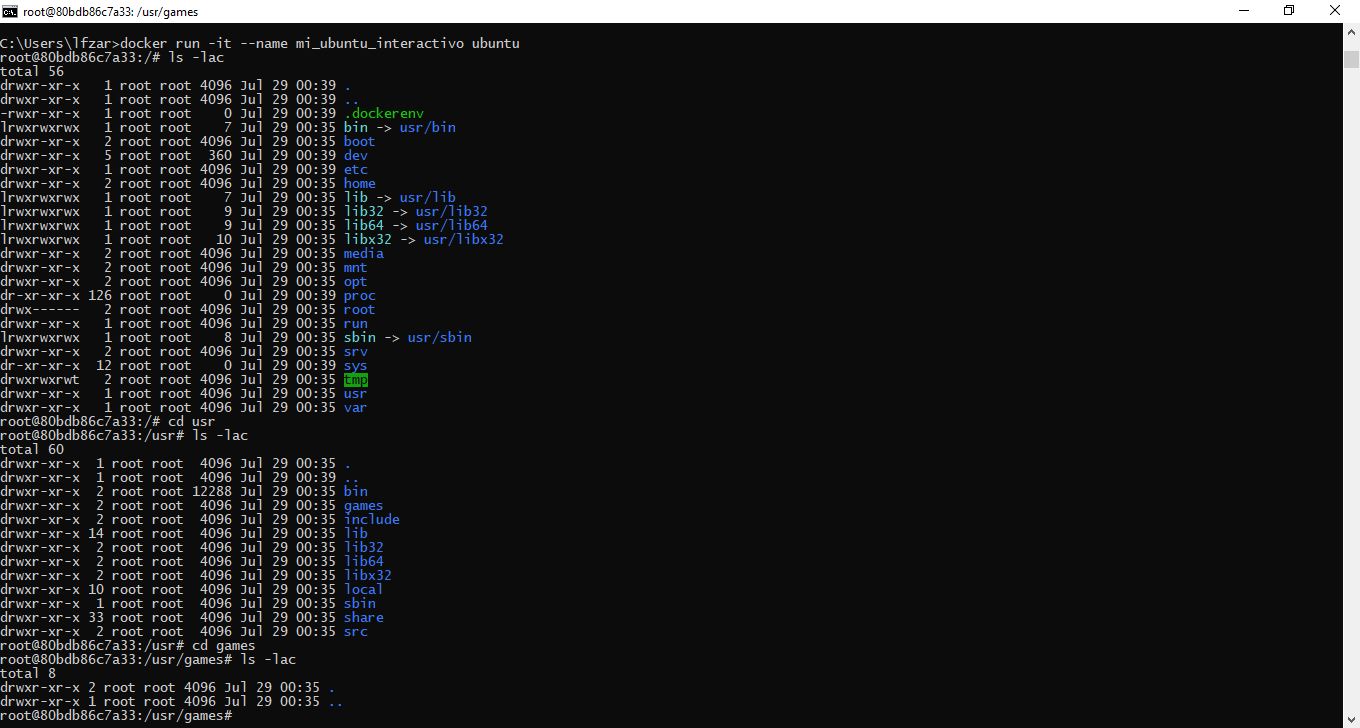 root@80bdb86c7a33: /usr/games
C:\Users\lfzar>docker run -it --name mi_ubuntu_interactivo ubuntu
root@80bdb86c7a33:/# ls -lac
total 56
drwxr-xr-x   1 root root 4096 Jul 29 00:39 .
drwxr-xr-x   1 root root 4096 Jul 29 00:39 ..
-rwxr-xr-x   1 root root    0 Jul 29 00:39 .dockerenv
lrwxrwxrwx   1 root root    7 Jul 29 00:35 bin -> usr/bin
drwxr-xr-x   2 root root 4096 Jul 29 00:35 boot
drwxr-xr-x   5 root root  360 Jul 29 00:39 dev
drwxr-xr-x   1 root root 4096 Jul 29 00:39 etc
drwxr-xr-x   2 root root 4096 Jul 29 00:35 home
lrwxrwxrwx   1 root root    7 Jul 29 00:35 lib -> usr/lib
lrwxrwxrwx   1 root root    9 Jul 29 00:35 lib32 -> usr/lib32
lrwxrwxrwx   1 root root    9 Jul 29 00:35 lib64 -> usr/lib64
lrwxrwxrwx   1 root root   10 Jul 29 00:35 libx32 -> usr/libx32
drwxr-xr-x   2 root root 4096 Jul 29 00:35 media
drwxr-xr-x   2 root root 4096 Jul 29 00:35 mnt
drwxr-xr-x   2 root root 4096 Jul 29 00:35 opt
dr-xr-xr-x 126 root root    0 Jul 29 00:39 proc
drwx------   2 root root 4096 Jul 29 00:35 root
drwxr-xr-x   1 root root 4096 Jul 29 00:35 run
lrwxrwxrwx   1 root root    8 Jul 29 00:35 sbin -> usr/sbin
drwxr-xr-x   2 root root 4096 Jul 29 00:35 srv
dr-xr-xr-x  12 root root    0 Jul 29 00:39 sys
drwxrwxrwt   2 root root 4096 Jul 29 00:35 tmp
drwxr-xr-x   1 root root 4096 Jul 29 00:35 usr
drwxr-xr-x   1 root root 4096 Jul 29 00:35 var
root@80bdb86c7a33:/# cd usr
root@80bdb86c7a33:/usr# ls -lac
total 60
drwxr-xr-x  1 root root  4096 Jul 29 00:35 .
drwxr-xr-x  1 root root  4096 Jul 29 00:39 ..
drwxr-xr-x  2 root root 12288 Jul 29 00:35 bin
drwxr-xr-x  2 root root  4096 Jul 29 00:35 games
drwxr-xr-x  2 root root  4096 Jul 29 00:35 include
drwxr-xr-x 14 root root  4096 Jul 29 00:35 lib
drwxr-xr-x  2 root root  4096 Jul 29 00:35 lib32
drwxr-xr-x  2 root root  4096 Jul 29 00:35 lib64
drwxr-xr-x  2 root root  4096 Jul 29 00:35 libx32
drwxr-xr-x 10 root root  4096 Jul 29 00:35 local
drwxr-xr-x  1 root root  4096 Jul 29 00:35 sbin
drwxr-xr-x 33 root root  4096 Jul 29 00:35 share
drwxr-xr-x  2 root root  4096 Jul 29 00:35 src
root@80bdb86c7a33:/usr# cd games
root@80bdb86c7a33:/usr/games# ls -lac
total 8
drwxr-xr-x 2 root root 4096 Jul 29 00:35 .
drwxr-xr-x 1 root root 4096 Jul 29 00:35 ..
root@80bdb86c7a33:/usr/games#